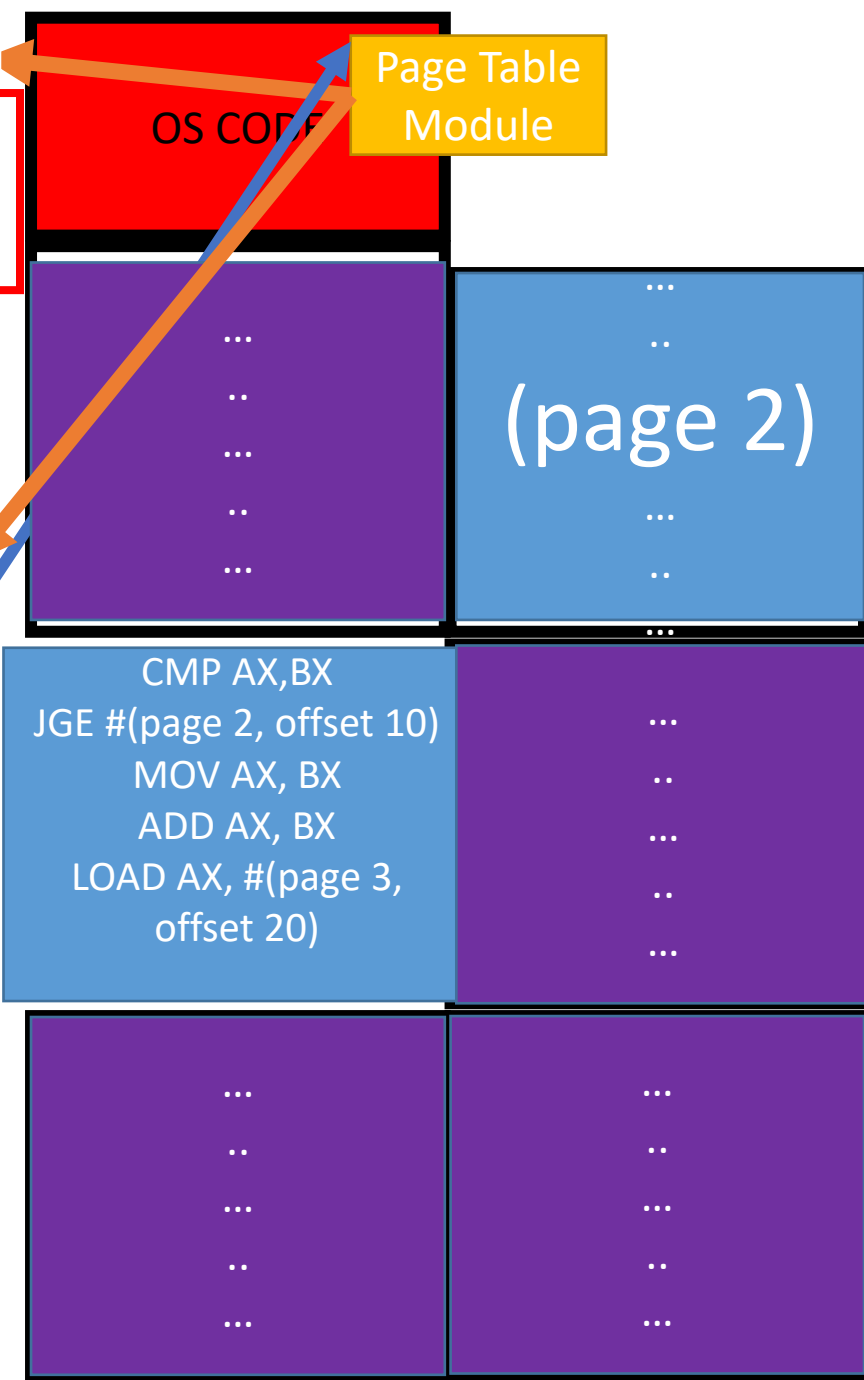 Page Table
Module
OS CODE
...
..
...
..
...
...
..
(page 2)
...
..
...
CMP AX,BX
JGE #(page 2, offset 10)
MOV AX, BX
ADD AX, BX
LOAD AX, #(page 3,
offset 20)
...
..
...
..
...
...
..
...
..
...
...
..
...
..
...